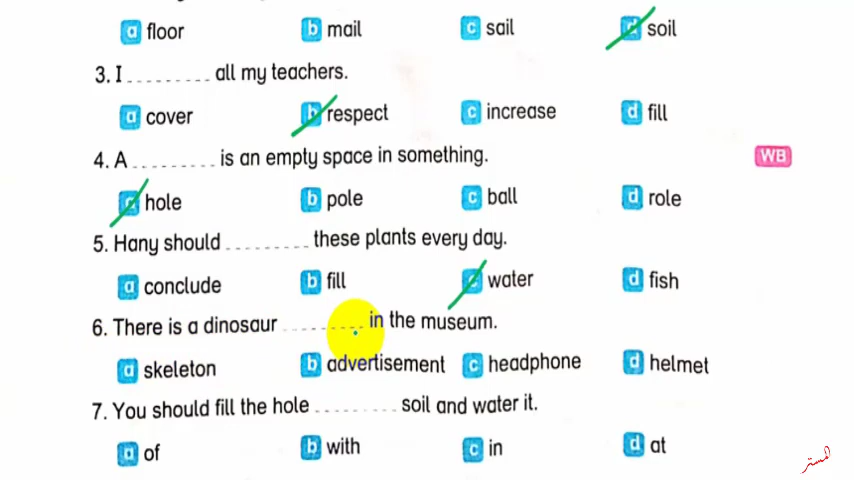 a floor b mail c sail d soil
3. I ......... all my teachers.
a cover b respect c increase d fill
4. A ......... is an empty space in something. WB
a hole b pole c ball d role
5. Hany should ......... these plants every day.
a conclude b fill c water d fish
6. There is a dinosaur ......... in the museum.
a skeleton b advertisement c headphone d helmet
7. You should fill the hole ......... soil and water it.
a of b with c in d at
المستر